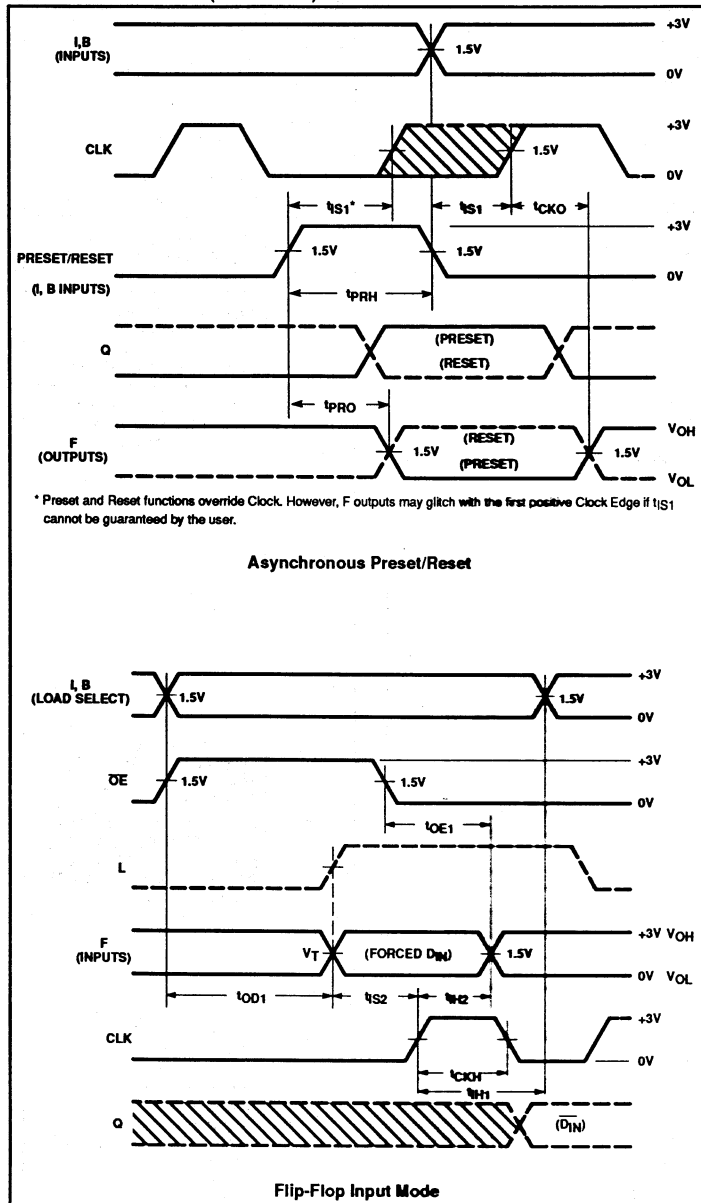 I,B
(INPUTS)
1.5V
+3V
0V
CLK
1.5V
+3V
0V
tIS1*
tIS1
tCKO
PRESET/RESET
(I, B INPUTS)
1.5V
1.5V
+3V
0V
tPRH
Q
(PRESET)
(RESET)
tPRO
F
(OUTPUTS)
1.5V
(RESET)
(PRESET)
1.5V
VOH
VOL
* Preset and Reset functions override Clock. However, F outputs may glitch with the first positive Clock Edge if tIS1
cannot be guaranteed by the user.
Asynchronous Preset/Reset
I, B
(LOAD SELECT)
1.5V
1.5V
+3V
0V
OE
1.5V
1.5V
+3V
0V
tOE1
L
F
(INPUTS)
VT
(FORCED DIN)
1.5V
+3V VOH
0V VOL
tOD1
tIS2
tIH2
CLK
+3V
0V
tCKH
tIH1
Q
(DIN)
Flip-Flop Input Mode